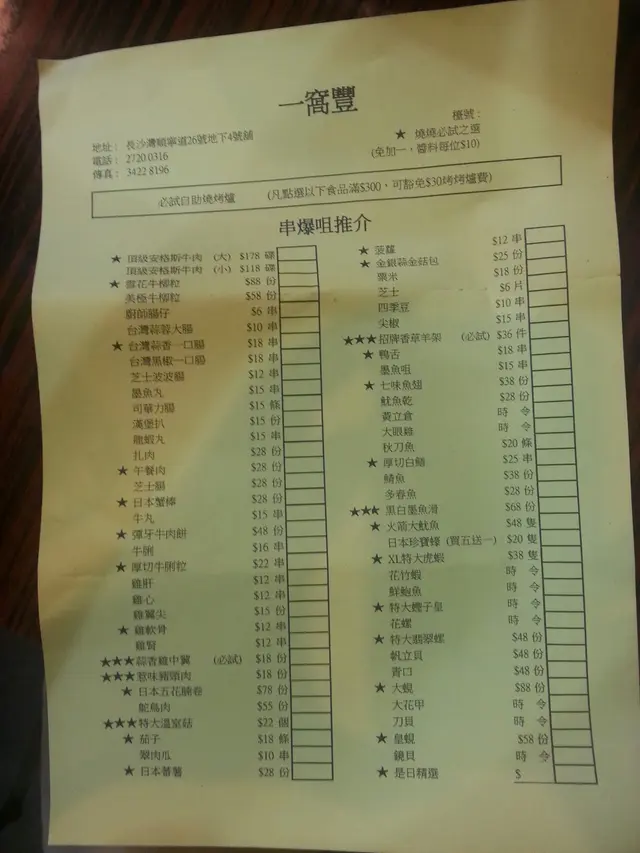 一窩豐
地址: 長沙灣順寧道26號地下4號舖
電話: 2720 0316
傳真: 3422 8196
檯號:
★ 燒燒必試之選
(免加一，醬料每位$10)
必試自助燒烤爐 (凡點選以下食品滿$300，可豁免$30烤烤爐費)
串爆咀推介
★ 頂級安格斯牛肉 (大) $178 碟
頂級安格斯牛肉 (小) $118 碟
★ 雪花牛柳粒 $88 份
美極牛柳粒 $58 份
廚師腸仔 $6 串
台灣蒜蓉大腸 $10 串
★ 台灣蒜香一口腸 $18 串
台灣黑椒一口腸 $18 串
芝士波波腸 $12 串
墨魚丸 $15 串
司華力腸 $15 條
漢堡扒 $15 份
龍蝦丸 $15 串
扎肉 $28 份
★ 午餐肉 $28 份
芝士腸 $28 份
★ 日本蟹棒 $28 份
牛丸 $15 串
★ 彈牙牛肉餅 $48 份
牛脷 $16 串
★ 厚切牛脷粒 $22 串
雞肝 $12 串
雞心 $12 串
雞翼尖 $15 份
★ 雞軟骨 $12 串
雞腎 $12 串
★★★ 蒜香雞中翼 (必試) $18 份
★★★ 惹味豬頸肉 $18 份
★ 日本五花腩卷 $78 份
鴕鳥肉 $55 份
★★★ 特大溫室菇 $22 個
★ 茄子 $18 條
翠肉瓜 $10 串
★ 日本蕃薯 $28 份
★ 菠蘿 $12 串
★ 金銀蒜金菇包 $25 份
粟米 $18 份
芝士 $6 片
四季豆 $10 串
尖椒 $15 串
★★★ 招牌香草羊架 (必試) $36 件
★ 鴨舌 $18 串
墨魚咀 $15 串
★ 七味魚翅 $38 份
魷魚乾 $28 份
黃立倉 時 令
大眼雞 時 令
秋刀魚 $20 條
★ 厚切白鱔 $25 串
鯖魚 $38 份
多春魚 $28 份
★★★ 黑白墨魚滑 $68 份
★ 火箭大魷魚 $48 隻
日本珍寶蠔 (買五送一) $20 隻
★ XL特大虎蝦 $38 隻
花竹蝦 時 令
鮮鮑魚 時 令
★ 特大蟶子皇 時 令
花螺 時 令
★ 特大翡翠螺 $48 份
帆立貝 $48 份
青口 $48 份
★ 大蜆 $88 份
大花甲 時 令
刀貝 時 令
★ 皇蜆 $58 份
鏡貝 時 令
★ 是日精選 $